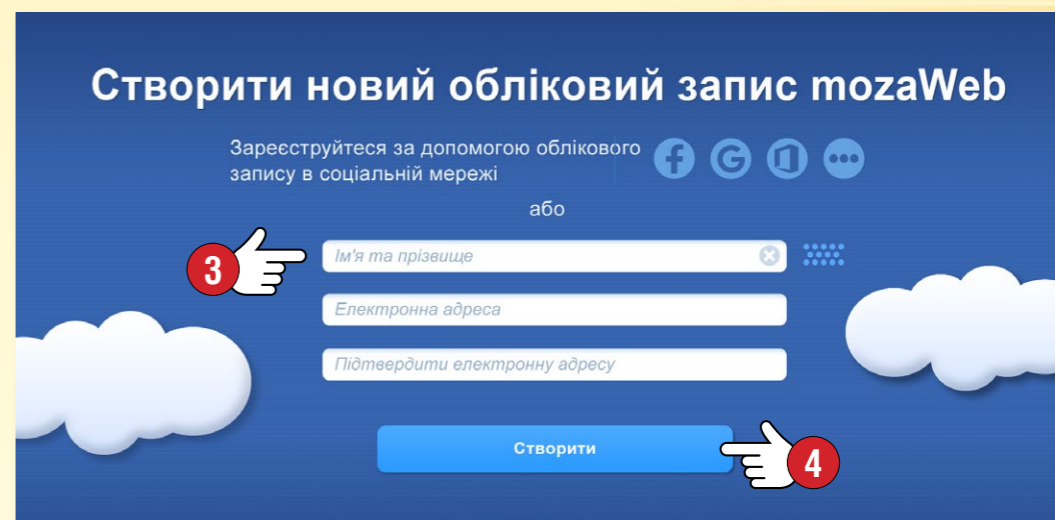 Створити новий обліковий запис mozaWeb
Зареєструйтеся за допомогою облікового
запису в соціальній мережі
або
3
Ім'я та прізвище
Електронна адреса
Підтвердити електронну адресу
Створити
4